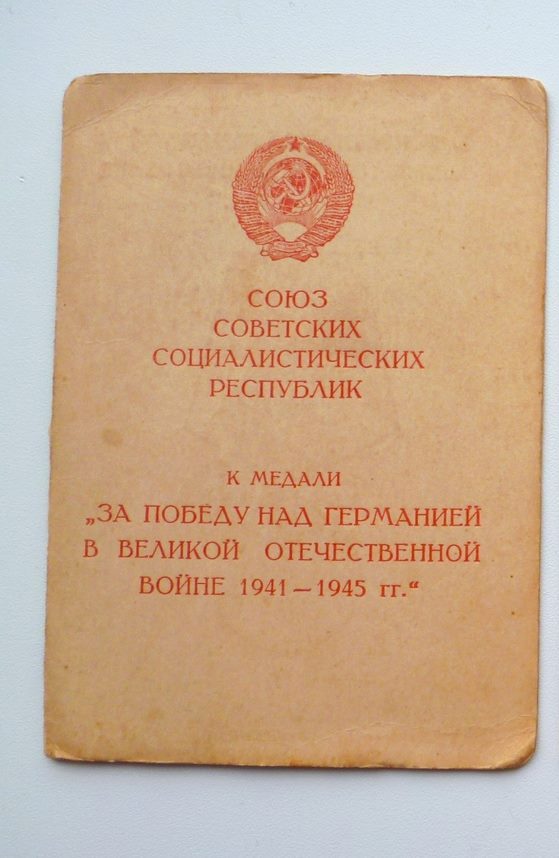 СОЮЗ
СОВЕТСКИХ
СОЦИАЛИСТИЧЕСКИХ
РЕСПУБЛИК
К МЕДАЛИ
„ЗА ПОБЕДУ НАД ГЕРМАНИЕЙ
В ВЕЛИКОЙ ОТЕЧЕСТВЕННОЙ
ВОЙНЕ 1941—1945 гг.“